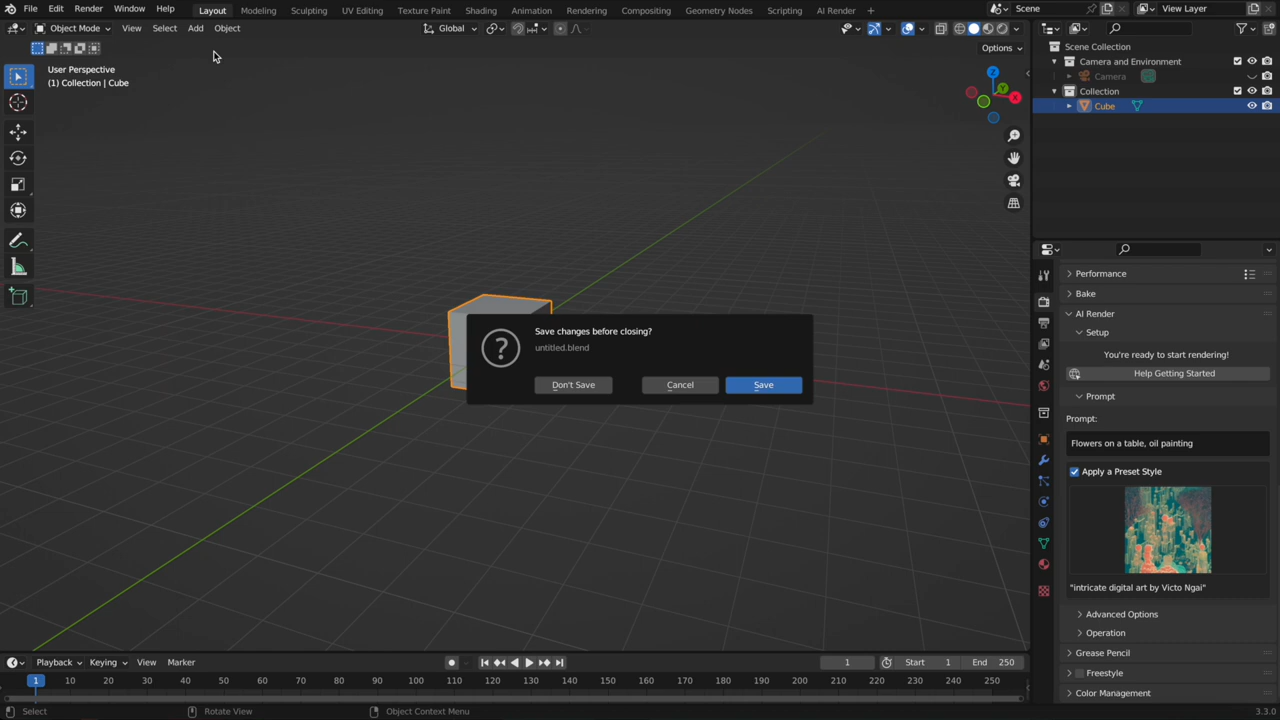 File Edit Render Window Help Layout Modeling Sculpting UV Editing Texture Paint Shading Animation Rendering Compositing Geometry Nodes Scripting AI Render + Scene View Layer
Object Mode View Select Add Object Global
Options
User Perspective
(1) Collection | Cube
Z
Y
X
Scene Collection
Camera and Environment
Camera
Collection
Cube
Save changes before closing?
untitled.blend
Don't Save Cancel Save
Performance
Bake
AI Render
Setup
You're ready to start rendering!
Help Getting Started
Prompt
Prompt:
Flowers on a table, oil painting
Apply a Preset Style
"intricate digital art by Victo Ngai"
Advanced Options
Operation
Grease Pencil
Freestyle
Color Management
Playback Keying View Marker 1 Start 1 End 250
1 10 20 30 40 50 60 70 80 90 100 110 120 130 140 150 160 170 180 190 200 210 220 230 240 250
Select Rotate View Object Context Menu 3.3.0